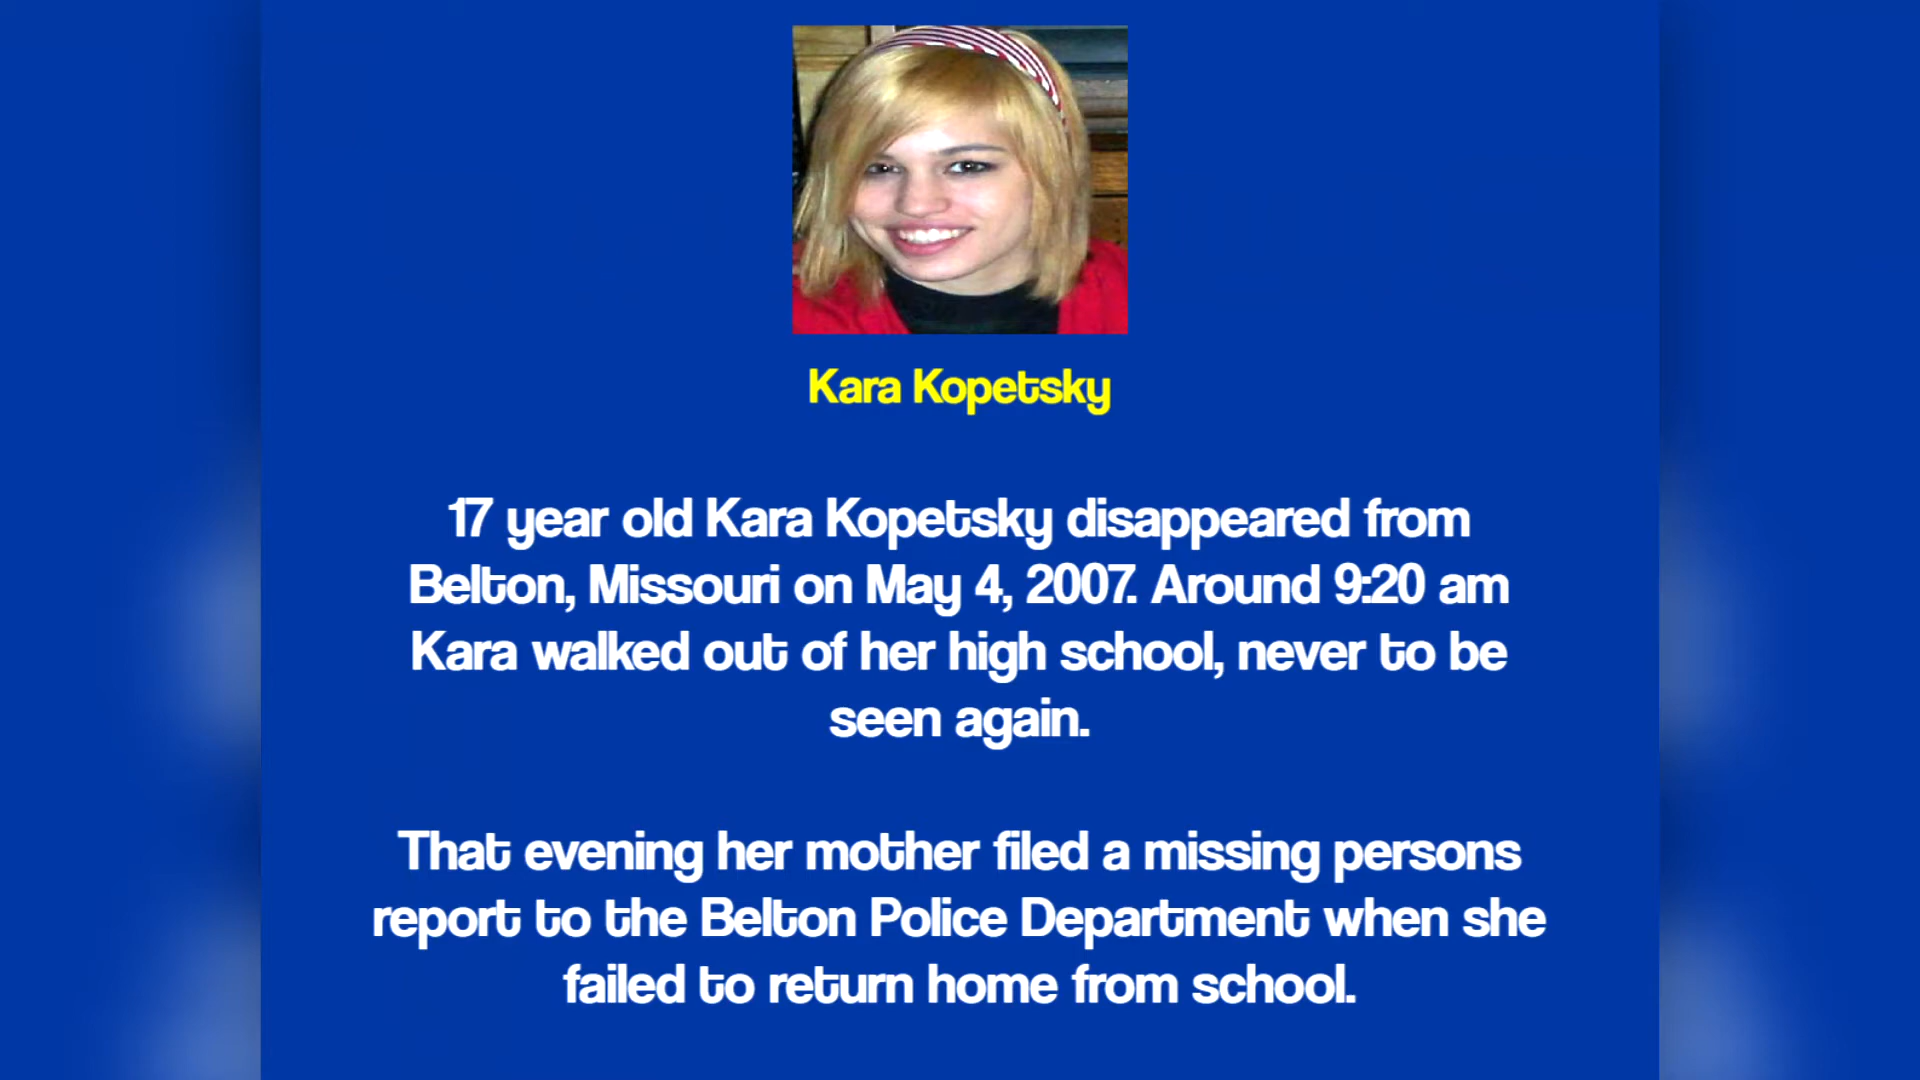 Kara Kopetsky
17 year old Kara Kopetsky disappeared from
Belton, Missouri on May 4, 2007. Around 9:20 am
Kara walked out of her high school, never to be
seen again.
That evening her mother filed a missing persons
report to the Belton Police Department when she
failed to return home from school.